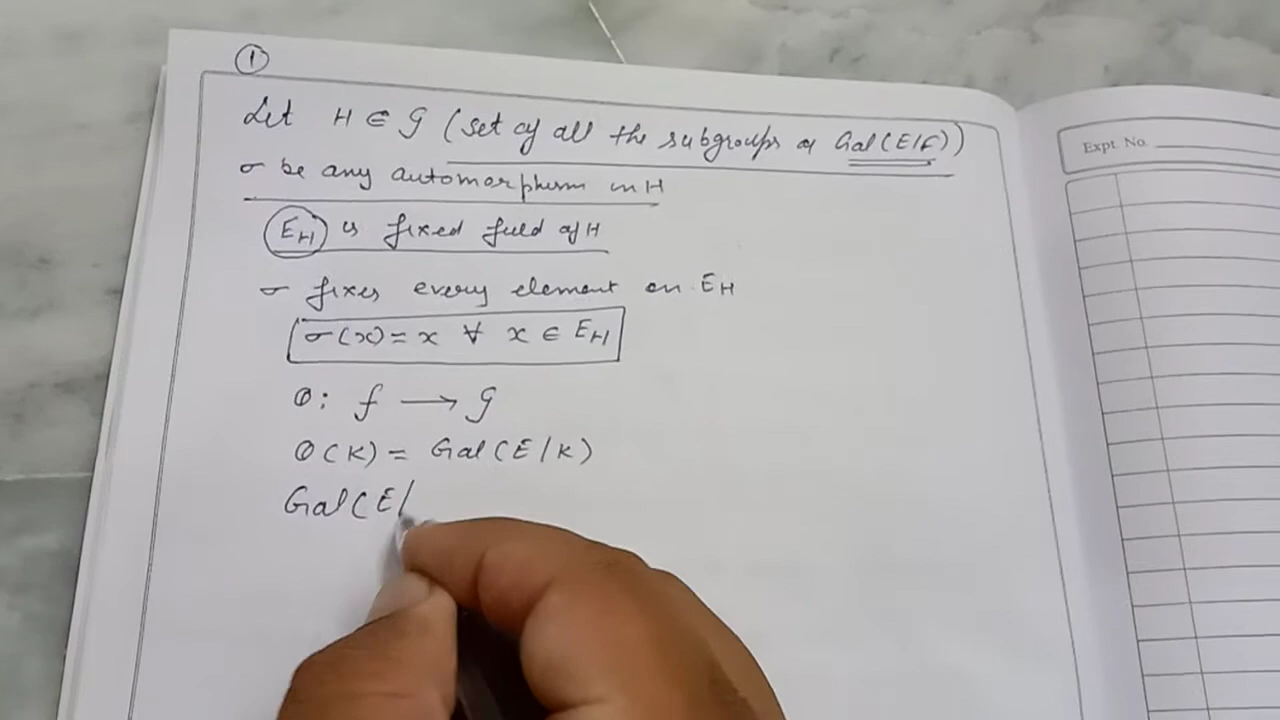 ①
Let H ∈ G (set of all the subgroups of Gal(E/F))
σ be any automorphism in H
E_H is fixed field of H
σ fixes every element on E_H
σ(x) = x ∀ x ∈ E_H
Φ: f → G
Φ(K) = Gal(E/K)
Gal(E/
Expt. No.